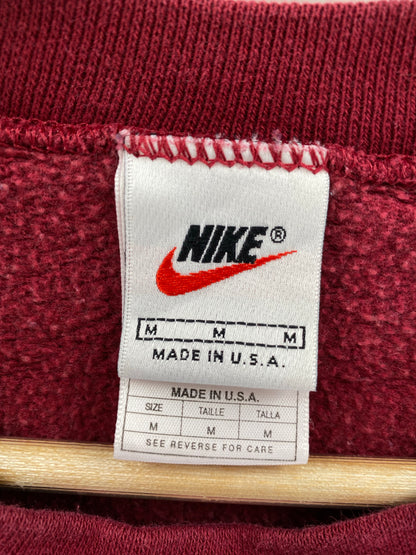 NIKE®
M M M
MADE IN U.S.A.
MADE IN U.S.A.
SIZE TAILLE TALLA
M M M
SEE REVERSE FOR CARE